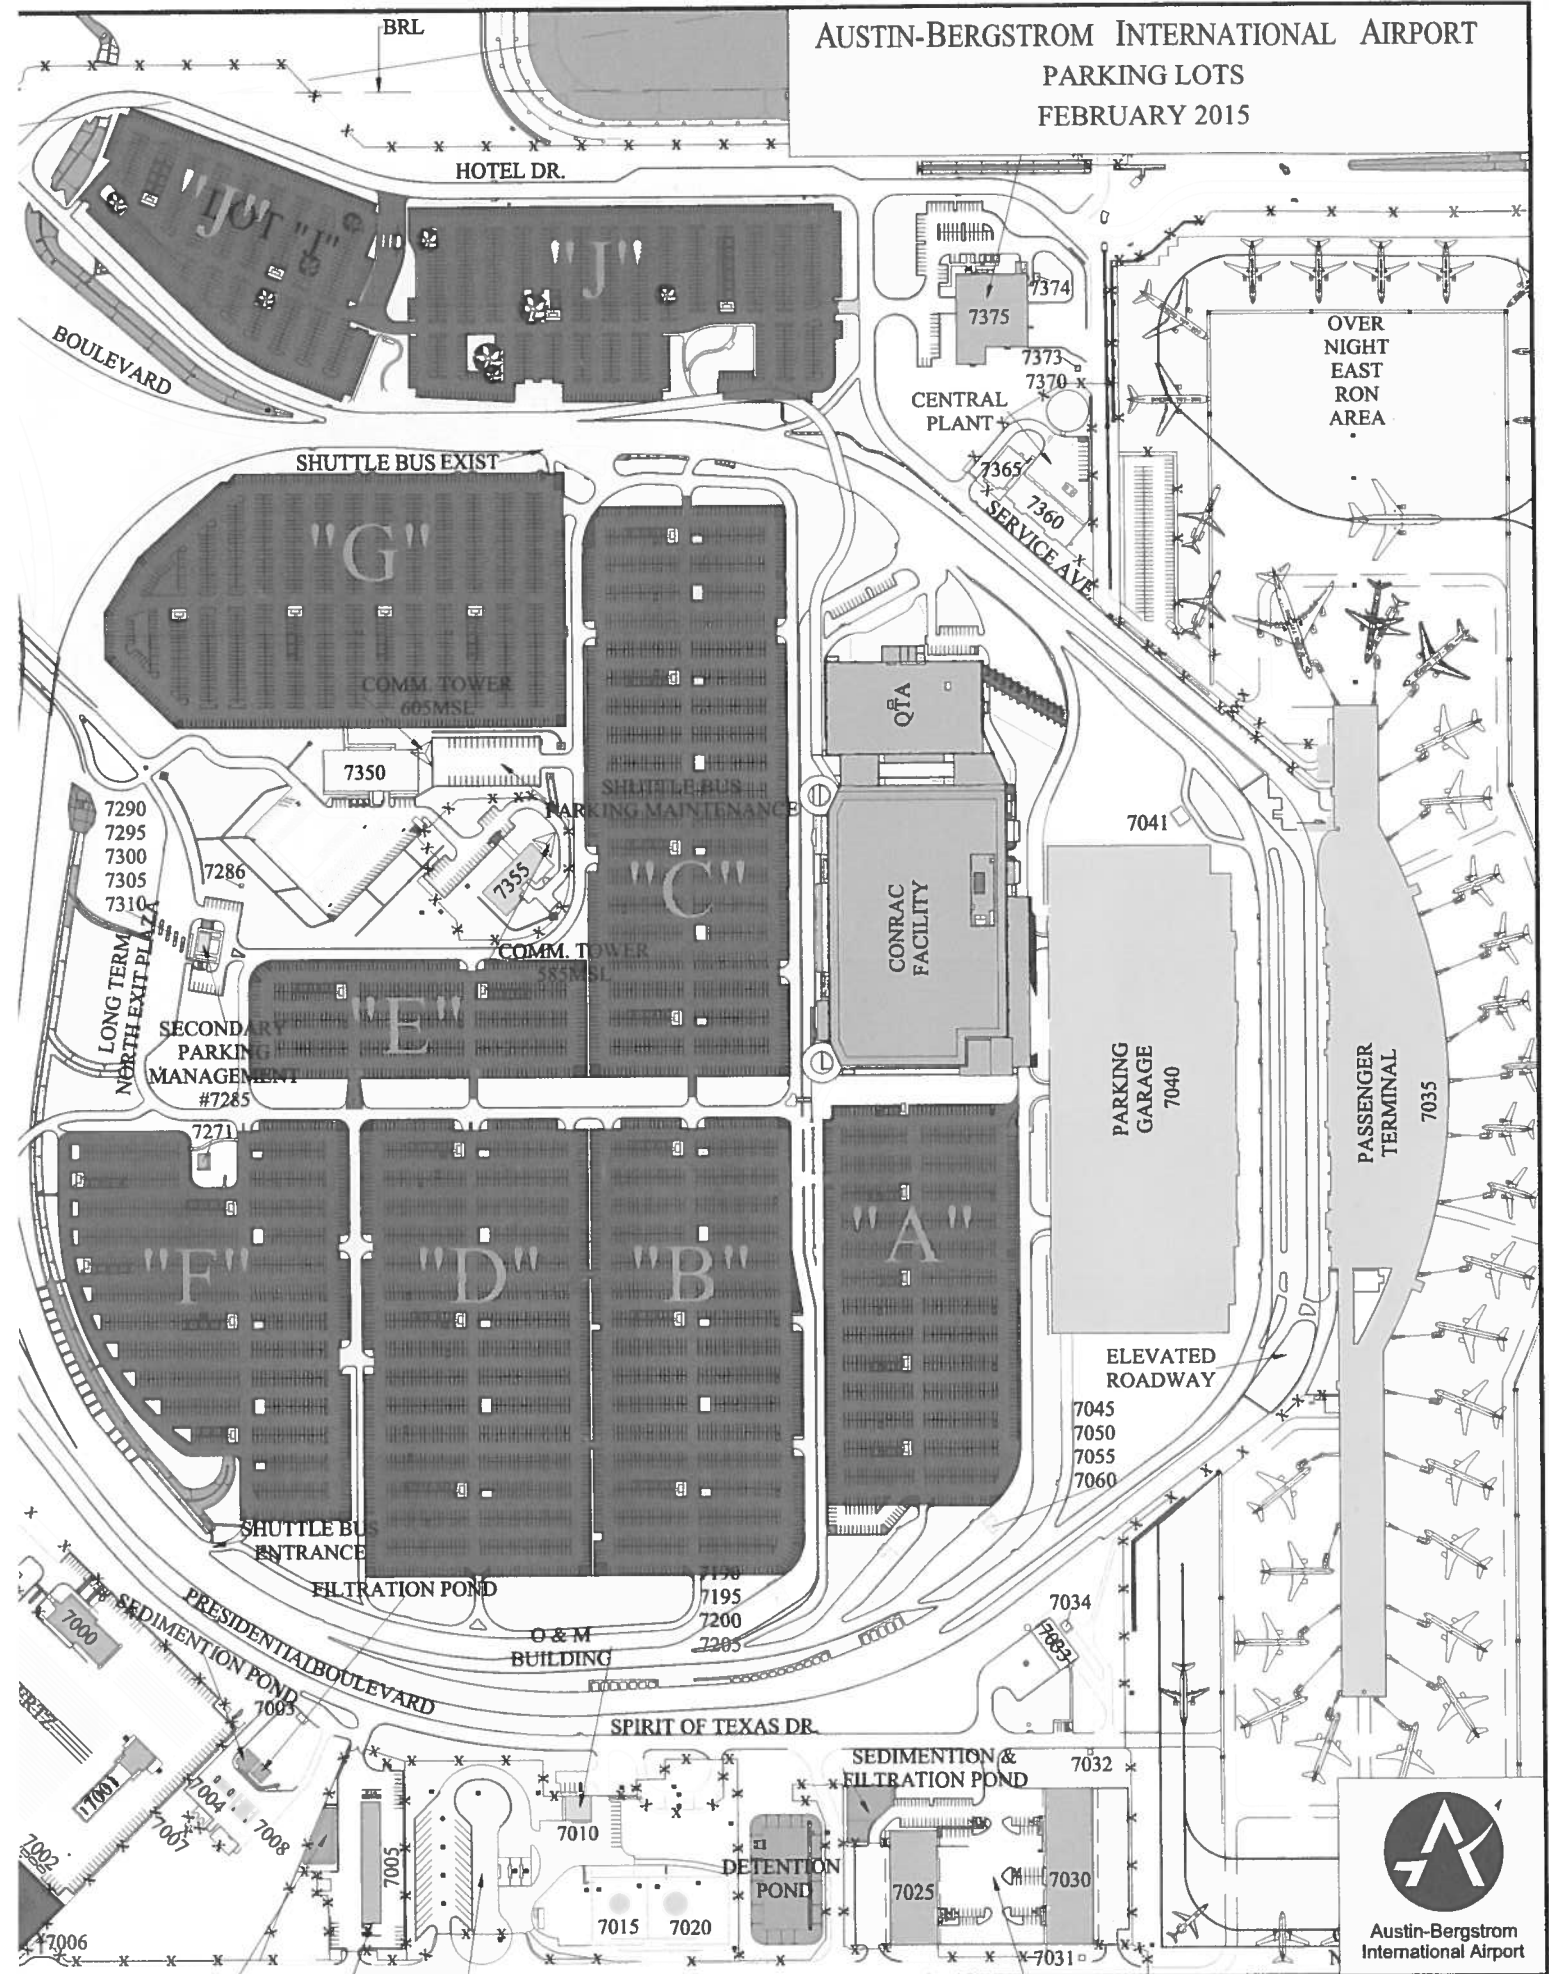 BRL
AUSTIN-BERGSTROM INTERNATIONAL AIRPORT
PARKING LOTS
FEBRUARY 2015
HOTEL DR.
"J"
LOT "J"
"J"
7374
7375
7373
7370
OVER
NIGHT
EAST
RON
AREA
BOULEVARD
CENTRAL
PLANT
7365
7360
SERVICE AVE.
SHUTTLE BUS EXIST
"G"
COMM. TOWER
605MSL
7350
SHUTTLE BUS
PARKING MAINTENANCE
QTA
7041
7290
7295
7300
7305
7310
7286
7355
"C"
CONRAC
FACILITY
COMM. TOWER
585MSL
LONG TERM
NORTH EXIT PLAZA
"E"
SECONDARY
PARKING
MANAGEMENT
#7285
7271
PARKING
GARAGE
7040
PASSENGER
TERMINAL
7035
"F"
"D"
"B"
"A"
ELEVATED
ROADWAY
7045
7050
7055
7060
SHUTTLE BUS
ENTRANCE
FILTRATION POND
7190
7195
7200
7205
O & M
BUILDING
7034
7033
7000
SEDIMENTION POND
PRESIDENTIAL BOULEVARD
7003
ERTZ
SPIRIT OF TEXAS DR.
SEDIMENTION &
FILTRATION POND
7032
7001
7004
7007
7008
7002
7006
7005
7010
7015
7020
DETENTION
POND
7025
7030
7031
Austin-Bergstrom
International Airport